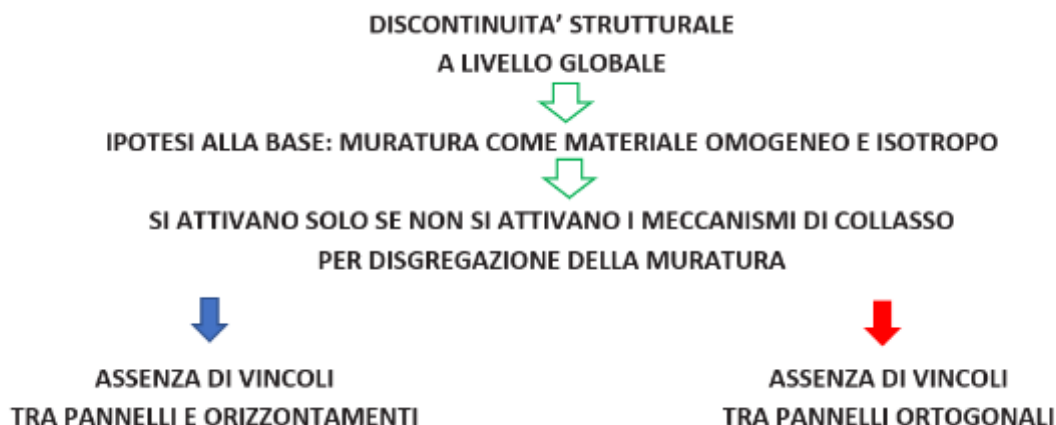 DISCONTINUITA' STRUTTURALE
A LIVELLO GLOBALE
IPOTESI ALLA BASE: MURATURA COME MATERIALE OMOGENEO E ISOTROPO
SI ATTIVANO SOLO SE NON SI ATTIVANO I MECCANISMI DI COLLASSO
PER DISGREGAZIONE DELLA MURATURA
ASSENZA DI VINCOLI
TRA PANNELLI E ORIZZONTAMENTI
ASSENZA DI VINCOLI
TRA PANNELLI ORTOGONALI